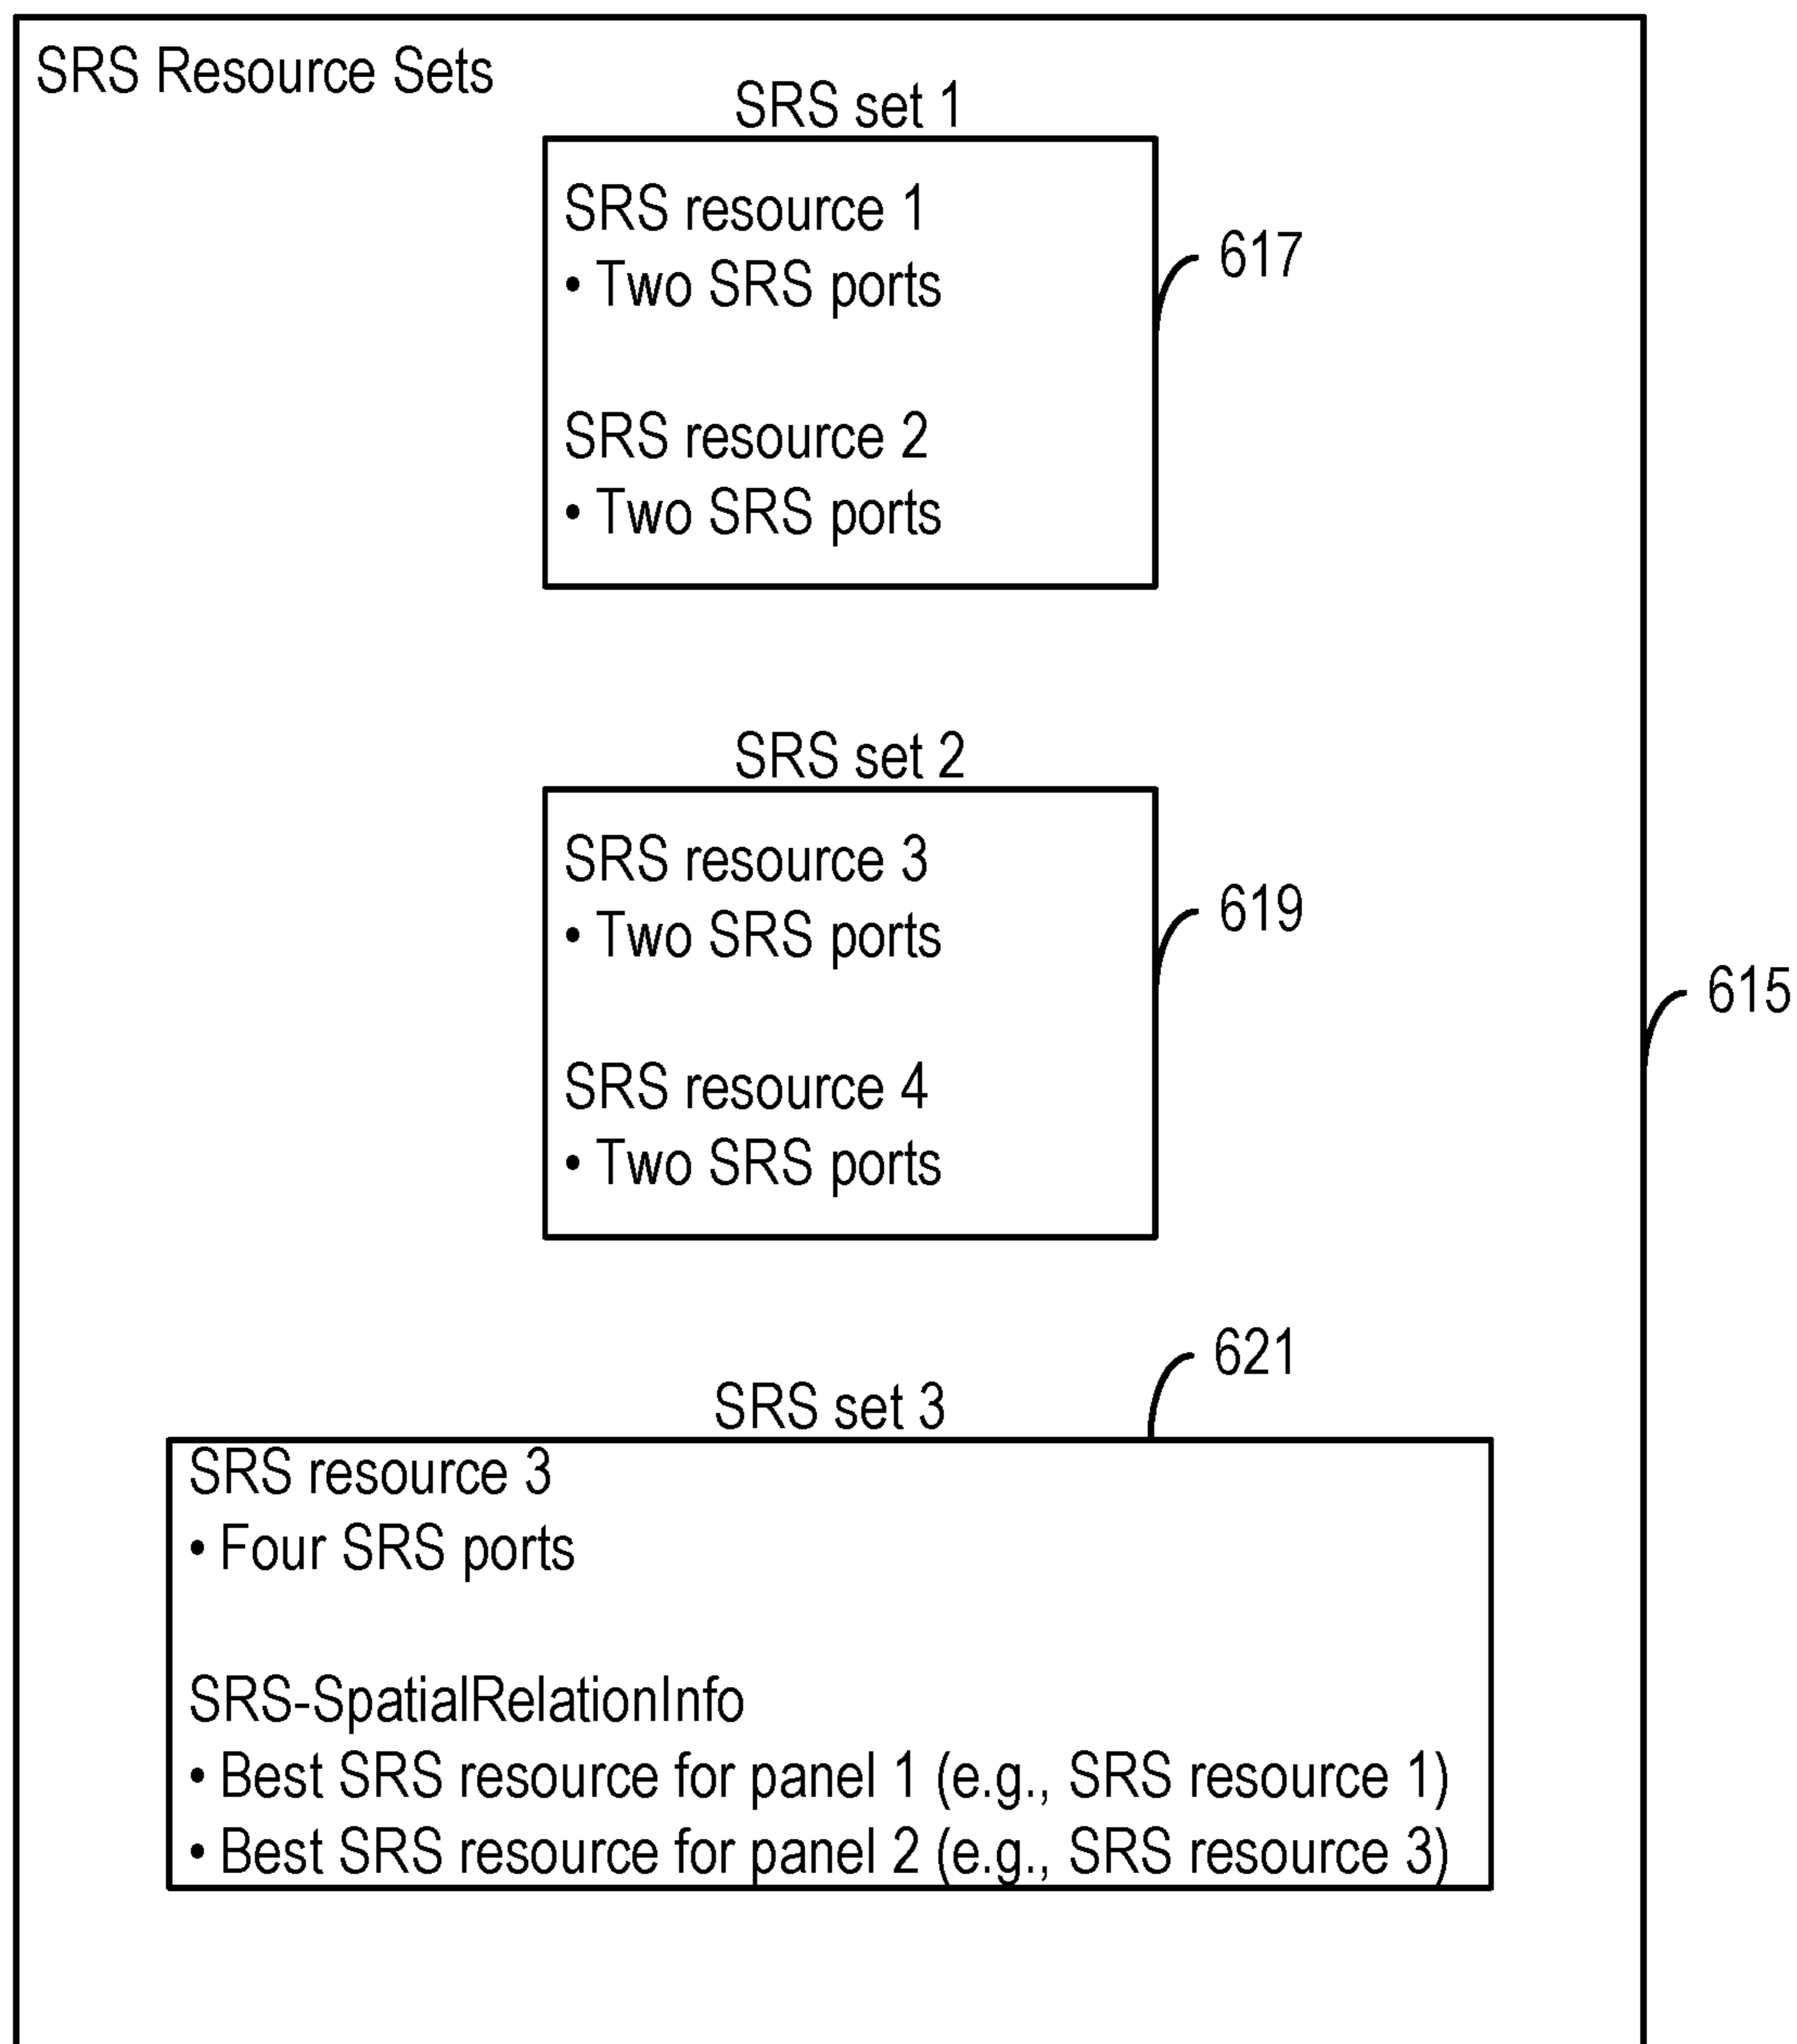 SRS Resource Sets
SRS set 1
SRS resource 1
• Two SRS ports
617
SRS resource 2
• Two SRS ports
SRS set 2
SRS resource 3
• Two SRS ports
619
615
SRS resource 4
• Two SRS ports
621
SRS set 3
SRS resource 3
• Four SRS ports
SRS-SpatialRelationInfo
• Best SRS resource for panel 1 (e.g., SRS resource 1)
• Best SRS resource for panel 2 (e.g., SRS resource 3)